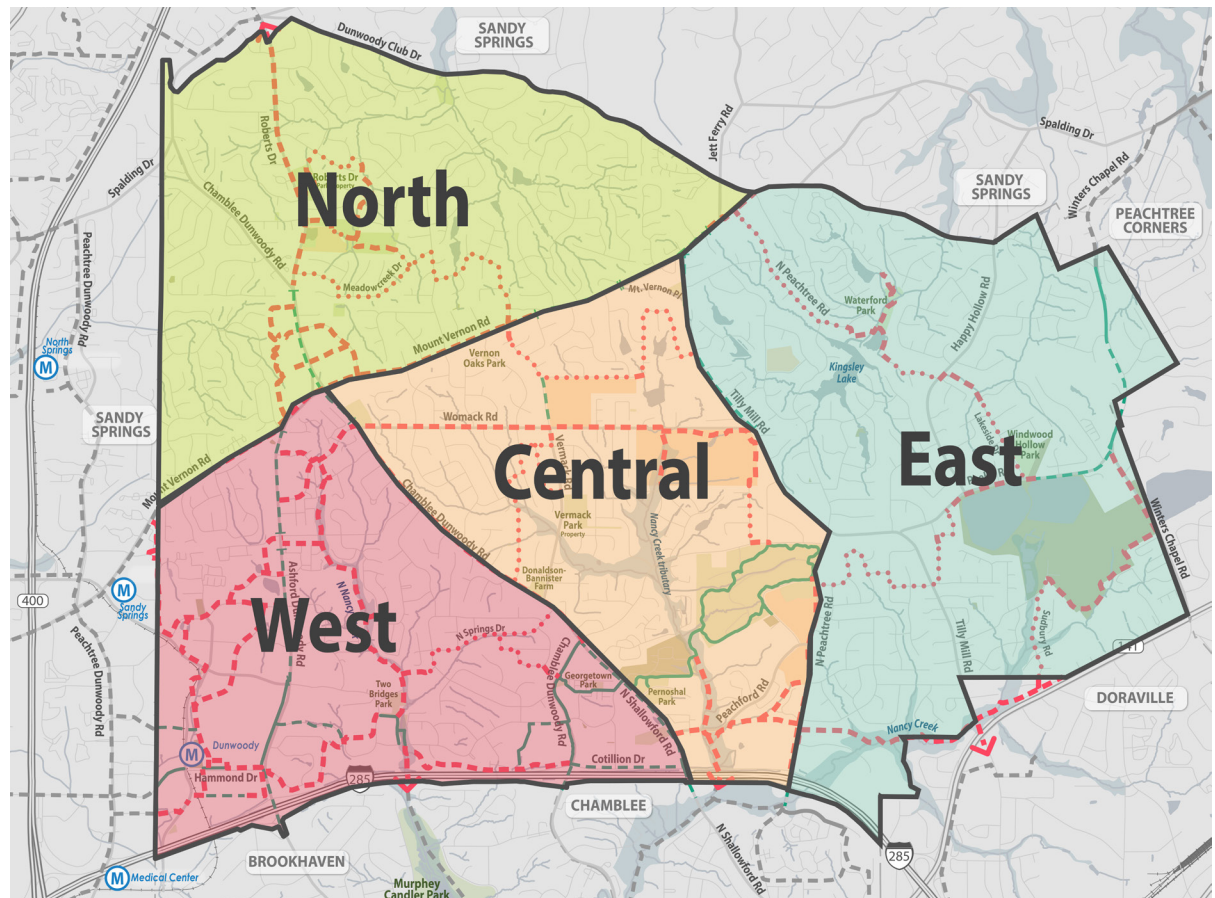 SANDY
SPRINGS
Dunwoody Club Dr
Jett Ferry Rd
Spalding Dr
Winters Chapel Rd
SANDY
SPRINGS
PEACHTREE
CORNERS
Spalding Dr
Roberts Dr
Roberts Dr
North
Chamblee Dunwoody Rd
Meadowcreek Dr
Peachtree Dunwoody Rd
N Peachtree Rd
Waterford
Park
Happy Hollow Rd
Mt. Vernon Pl
Mount Vernon Rd
Vernon
Oaks Park
North
Springs
M
Kingsley
Lake
SANDY
SPRINGS
Womack Rd
Tilly Mill Rd
Windwood
Hollow
Park
East
Mount Vernon Rd
Vermack Rd
Central
Chamblee Dunwoody Rd
Vermack
Park
Property
Nancy Creek tributary
Winters Chapel Rd
Donaldson-
Bannister
Farm
400
M
Sandy
Springs
West
N Springs Dr
N Peachtree Rd
Tilly Mill Rd
Sudbury Rd
141
Peachtree Dunwoody Rd
Two
Bridges
Park
Chamblee Dunwoody Rd
Georgetown
Park
N Shallowford Rd
Pernoshal
Park
Peachford Rd
DORAVILLE
Nancy Creek
M
Dunwoody
Hammond Dr
285
Cotillion Dr
CHAMBLEE
N Shallowford Rd
285
BROOKHAVEN
M
Medical Center
Murphey
Candler Park